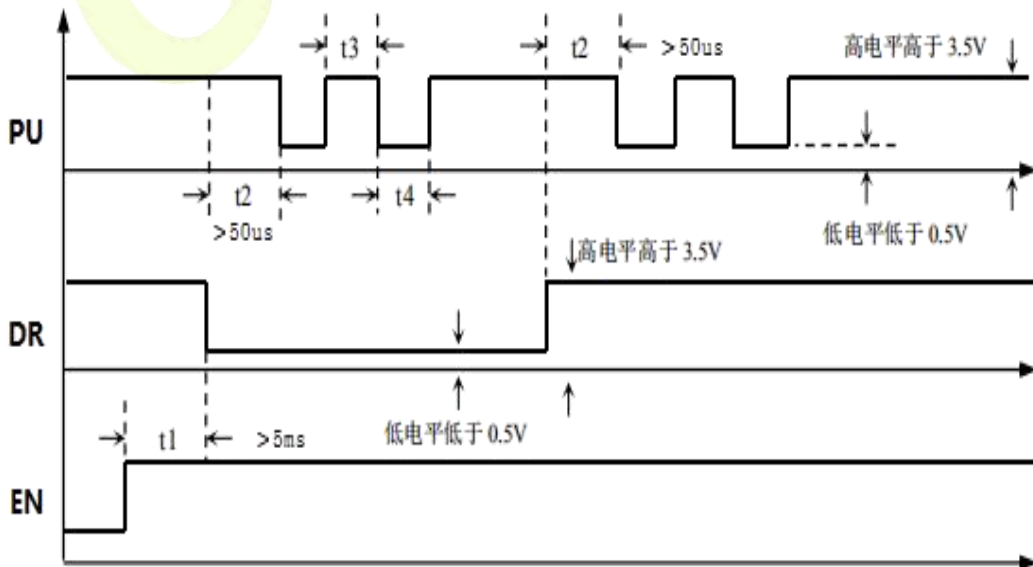 t3
t2 >50us
高电平高于 3.5V
PU
t2
t4
>50us
低电平低于 0.5V
高电平高于 3.5V
DR
低电平低于 0.5V
t1 >5ms
EN